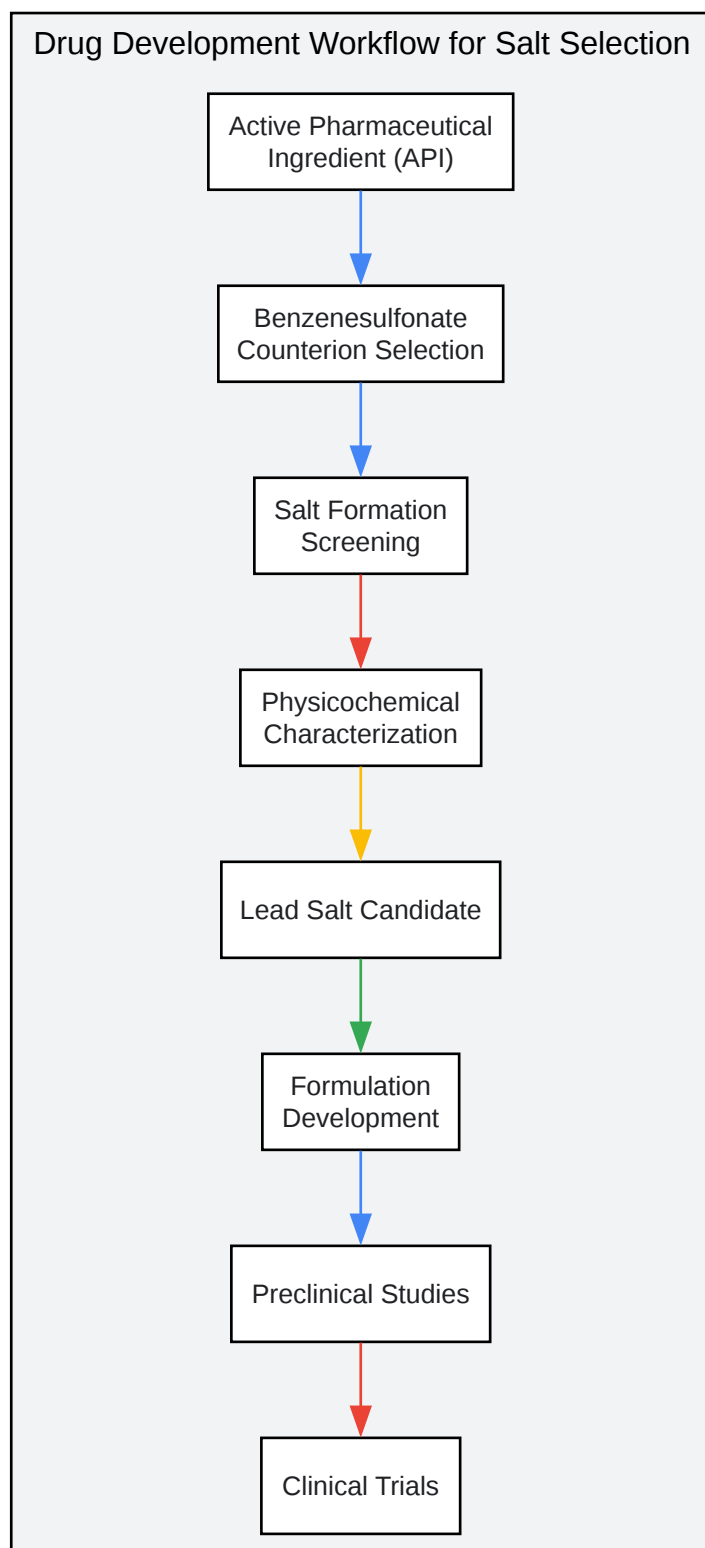 Drug Development Workflow for Salt Selection
Active Pharmaceutical
Ingredient (API)
Benzenesulfonate
Counterion Selection
Salt Formation
Screening
Physicochemical
Characterization
Lead Salt Candidate
Formulation
Development
Preclinical Studies
Clinical Trials